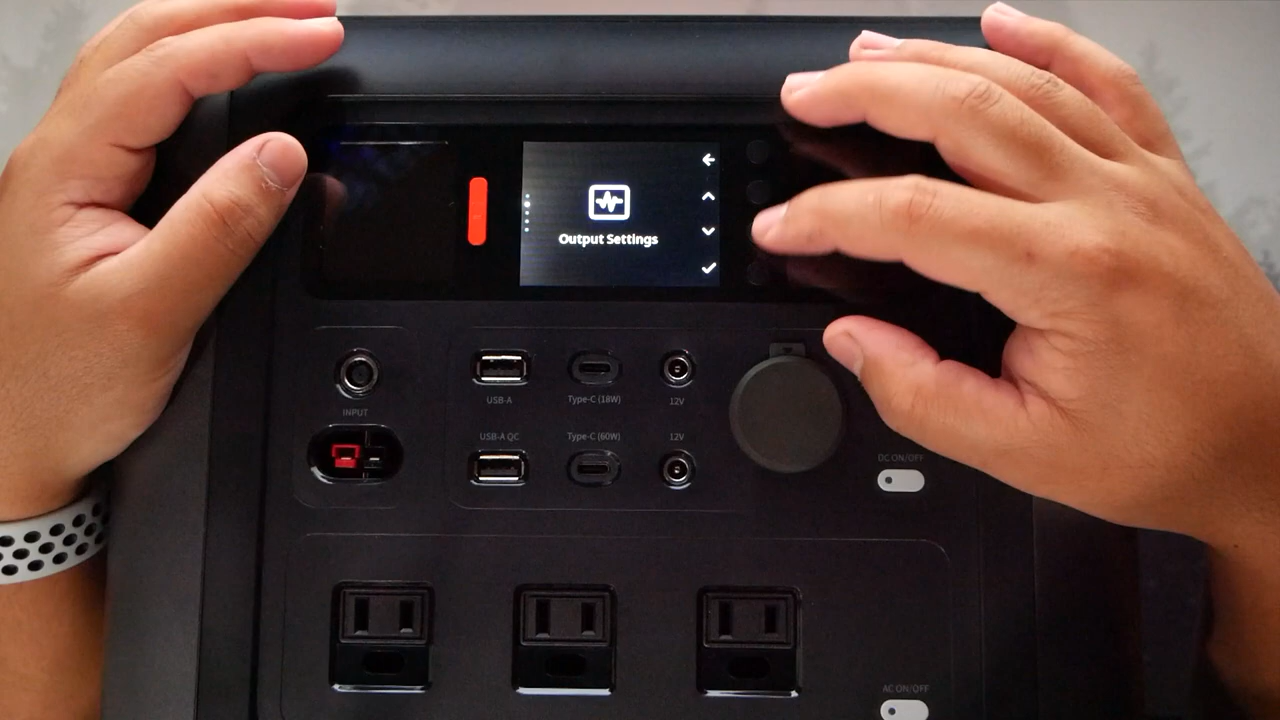 Output Settings
INPUT
USB-A
Type-C (18W)
12V
USB-A QC
Type-C (60W)
12V
DC ON/OFF
AC ON/OFF